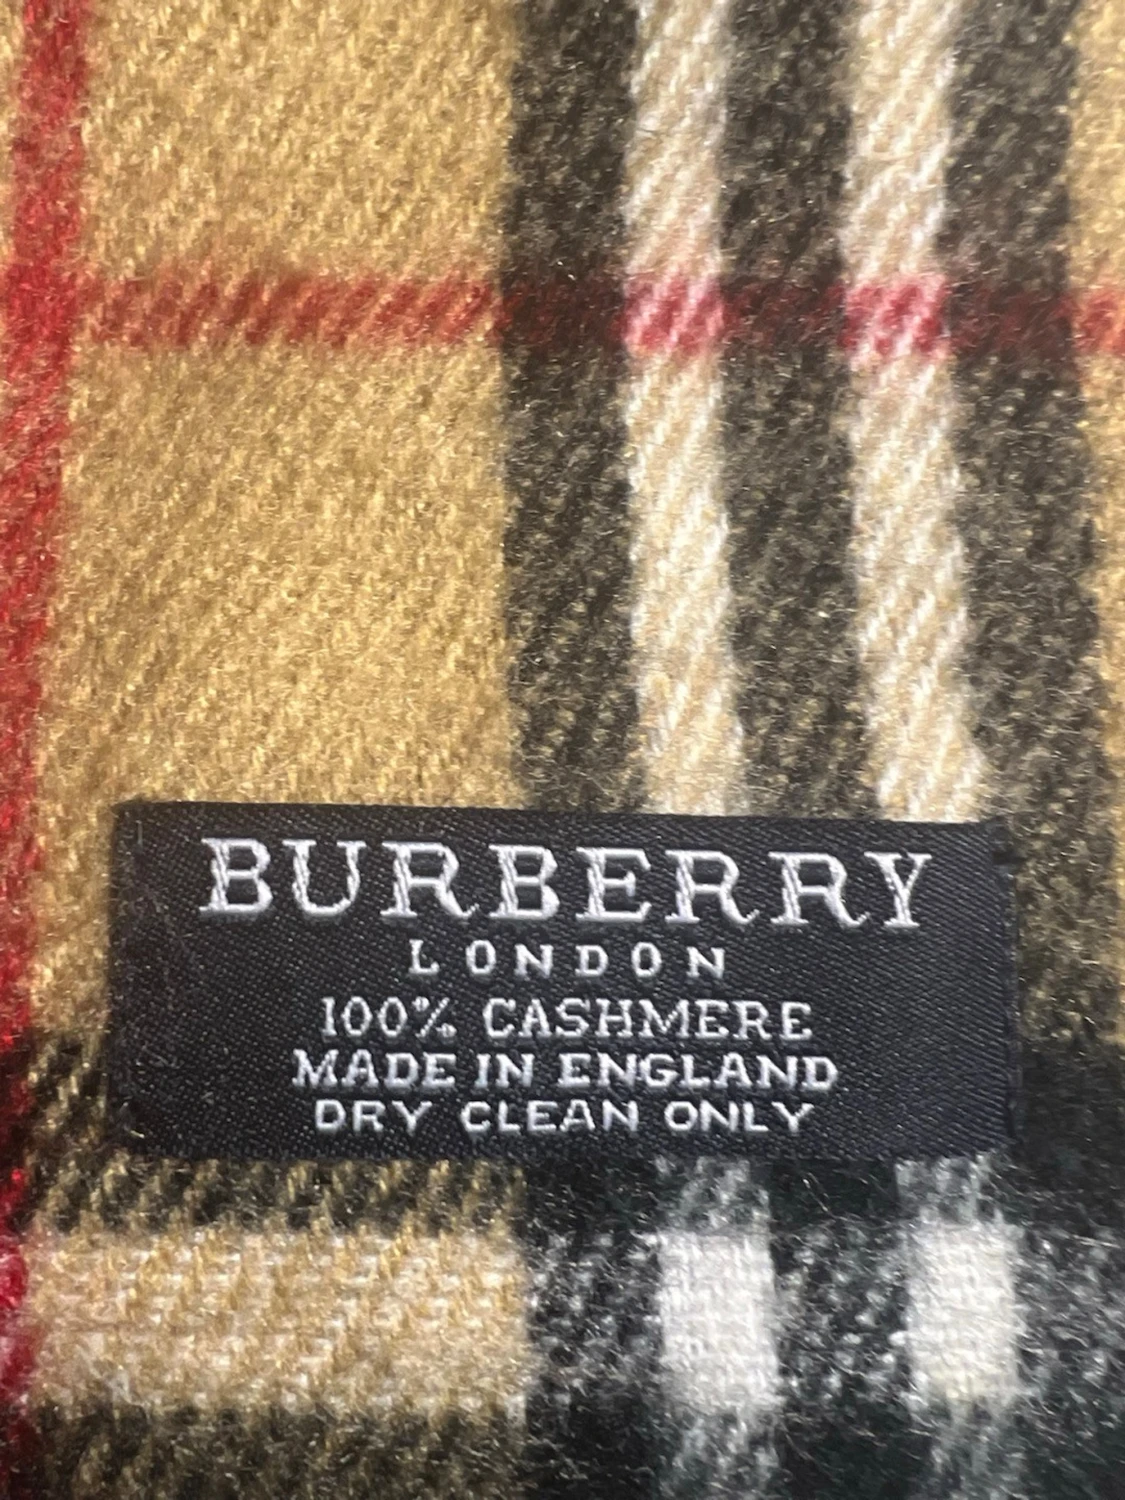 BURBERRY
LONDON
100% CASHMERE
MADE IN ENGLAND
DRY CLEAN ONLY